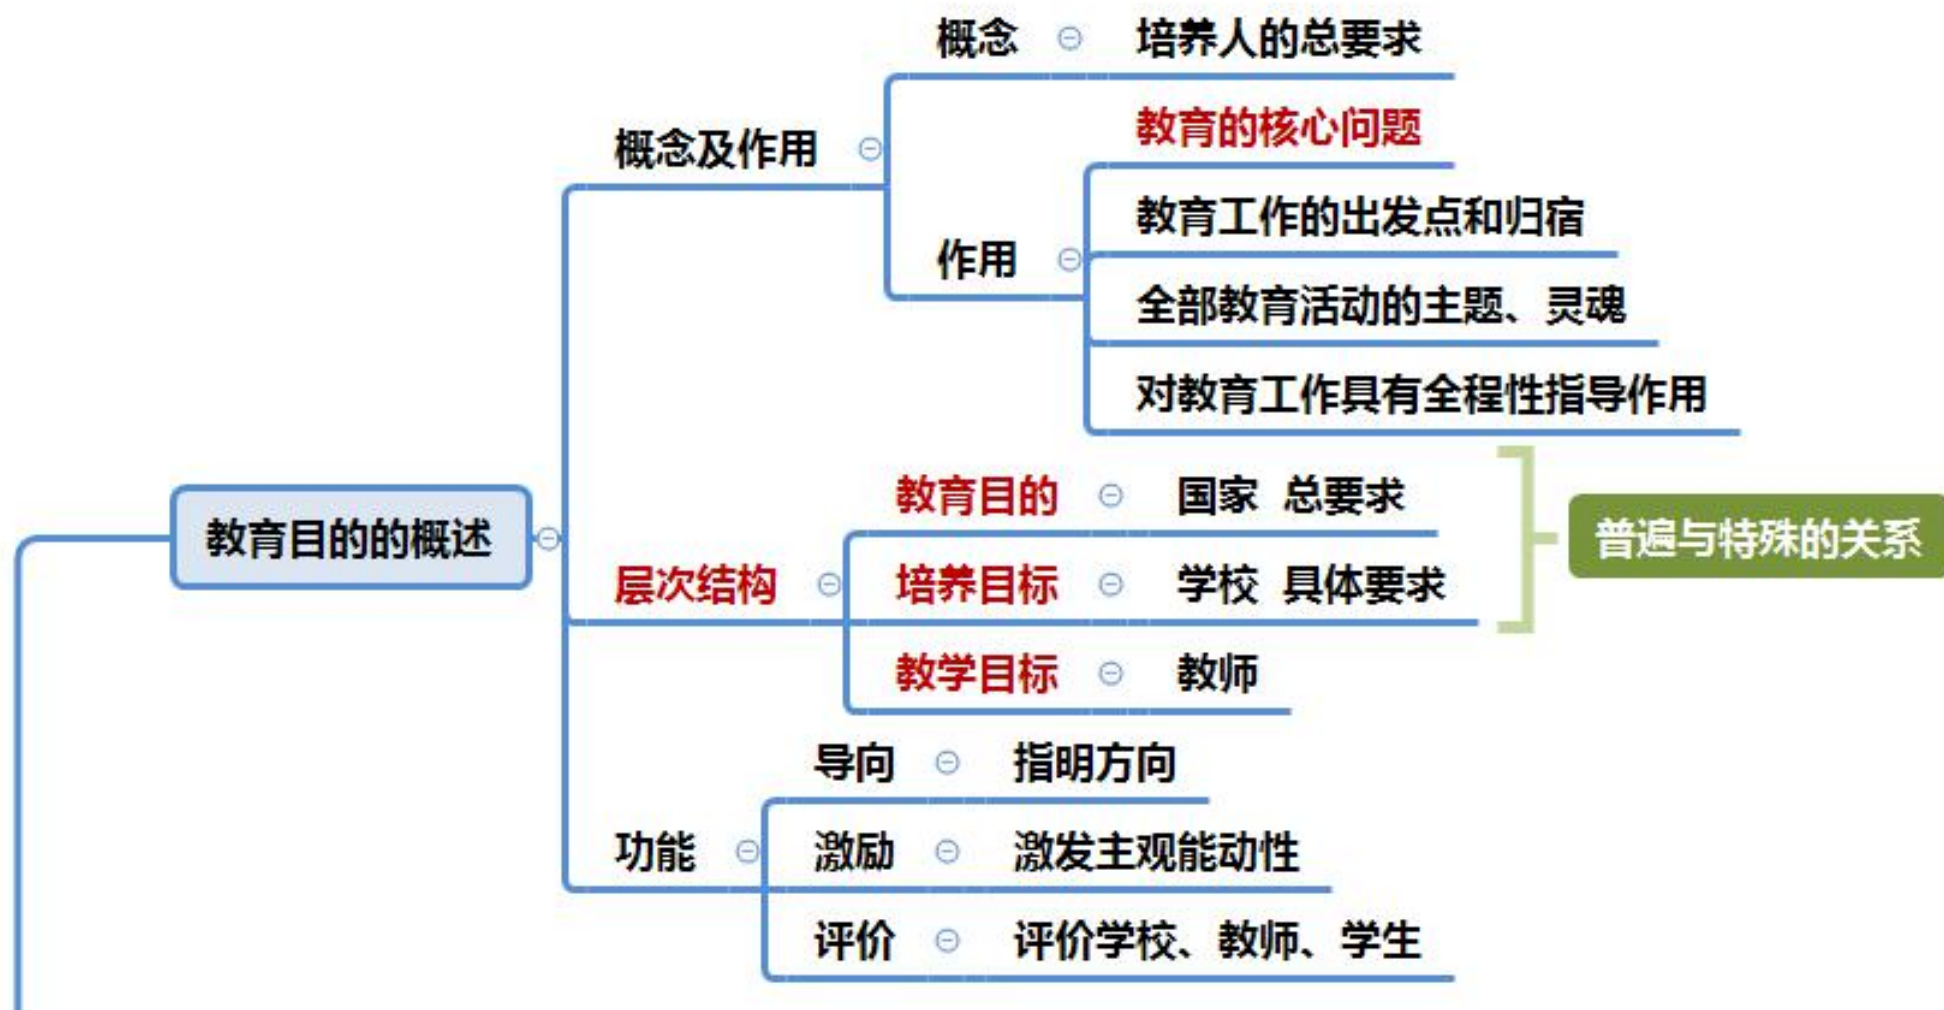 教育目的的概述
概念及作用
概念
培养人的总要求
作用
教育的核心问题
教育工作的出发点和归宿
全部教育活动的主题、灵魂
对教育工作具有全程性指导作用
层次结构
教育目的
国家 总要求
培养目标
学校 具体要求
教学目标
教师
普遍与特殊的关系
功能
导向
指明方向
激励
激发主观能动性
评价
评价学校、教师、学生